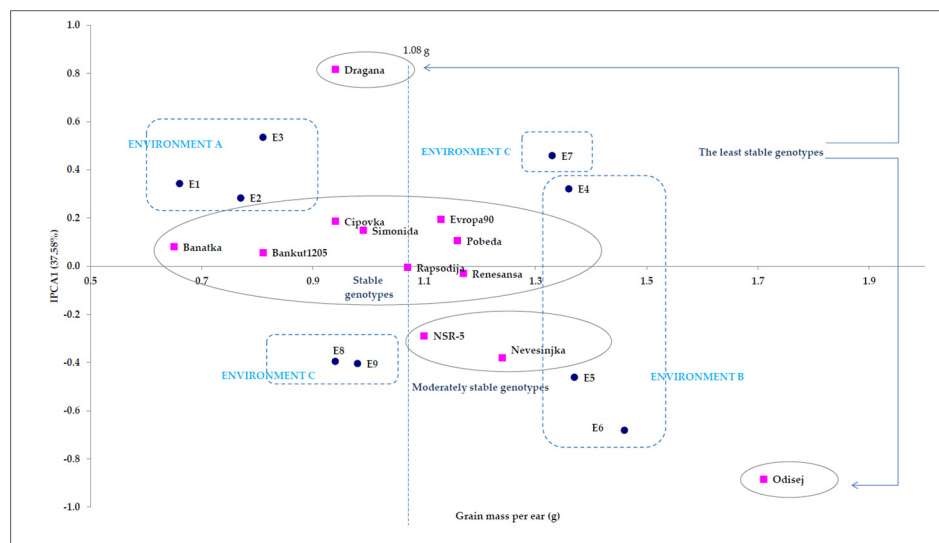 1.0
1.08 g
0.8
Dragana
0.6
E3
ENVIRONMENT A
ENVIRONMENT C
E7
The least stable genotypes
0.4
E1
E4
E2
0.2
Cipovka
Evropa90
Simonida
Banatka
Bankut1205
Pobeda
IPCA1 (37.58%)
0.0
Rapsodija
Renesansa
0.5
0.7
0.9
1.1
1.3
1.5
1.7
1.9
Stable
genotypes
-0.2
NSR-5
E8
Nevesinjka
-0.4
ENVIRONMENT C
E9
Moderately stable genotypes
E5
ENVIRONMENT B
-0.6
E6
-0.8
Odisej
-1.0
Grain mass per ear (g)